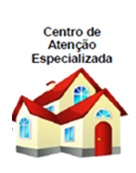 Centro de
Atenção
Especializada